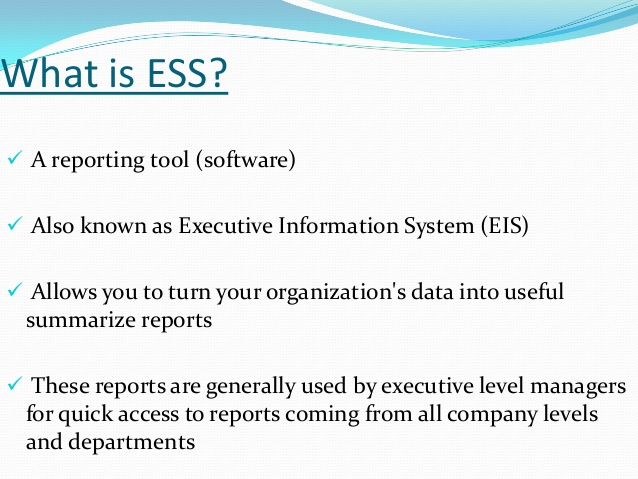 What is ESS?
✓ A reporting tool (software)
✓ Also known as Executive Information System (EIS)
✓ Allows you to turn your organization's data into useful
summarize reports
✓ These reports are generally used by executive level managers
for quick access to reports coming from all company levels
and departments